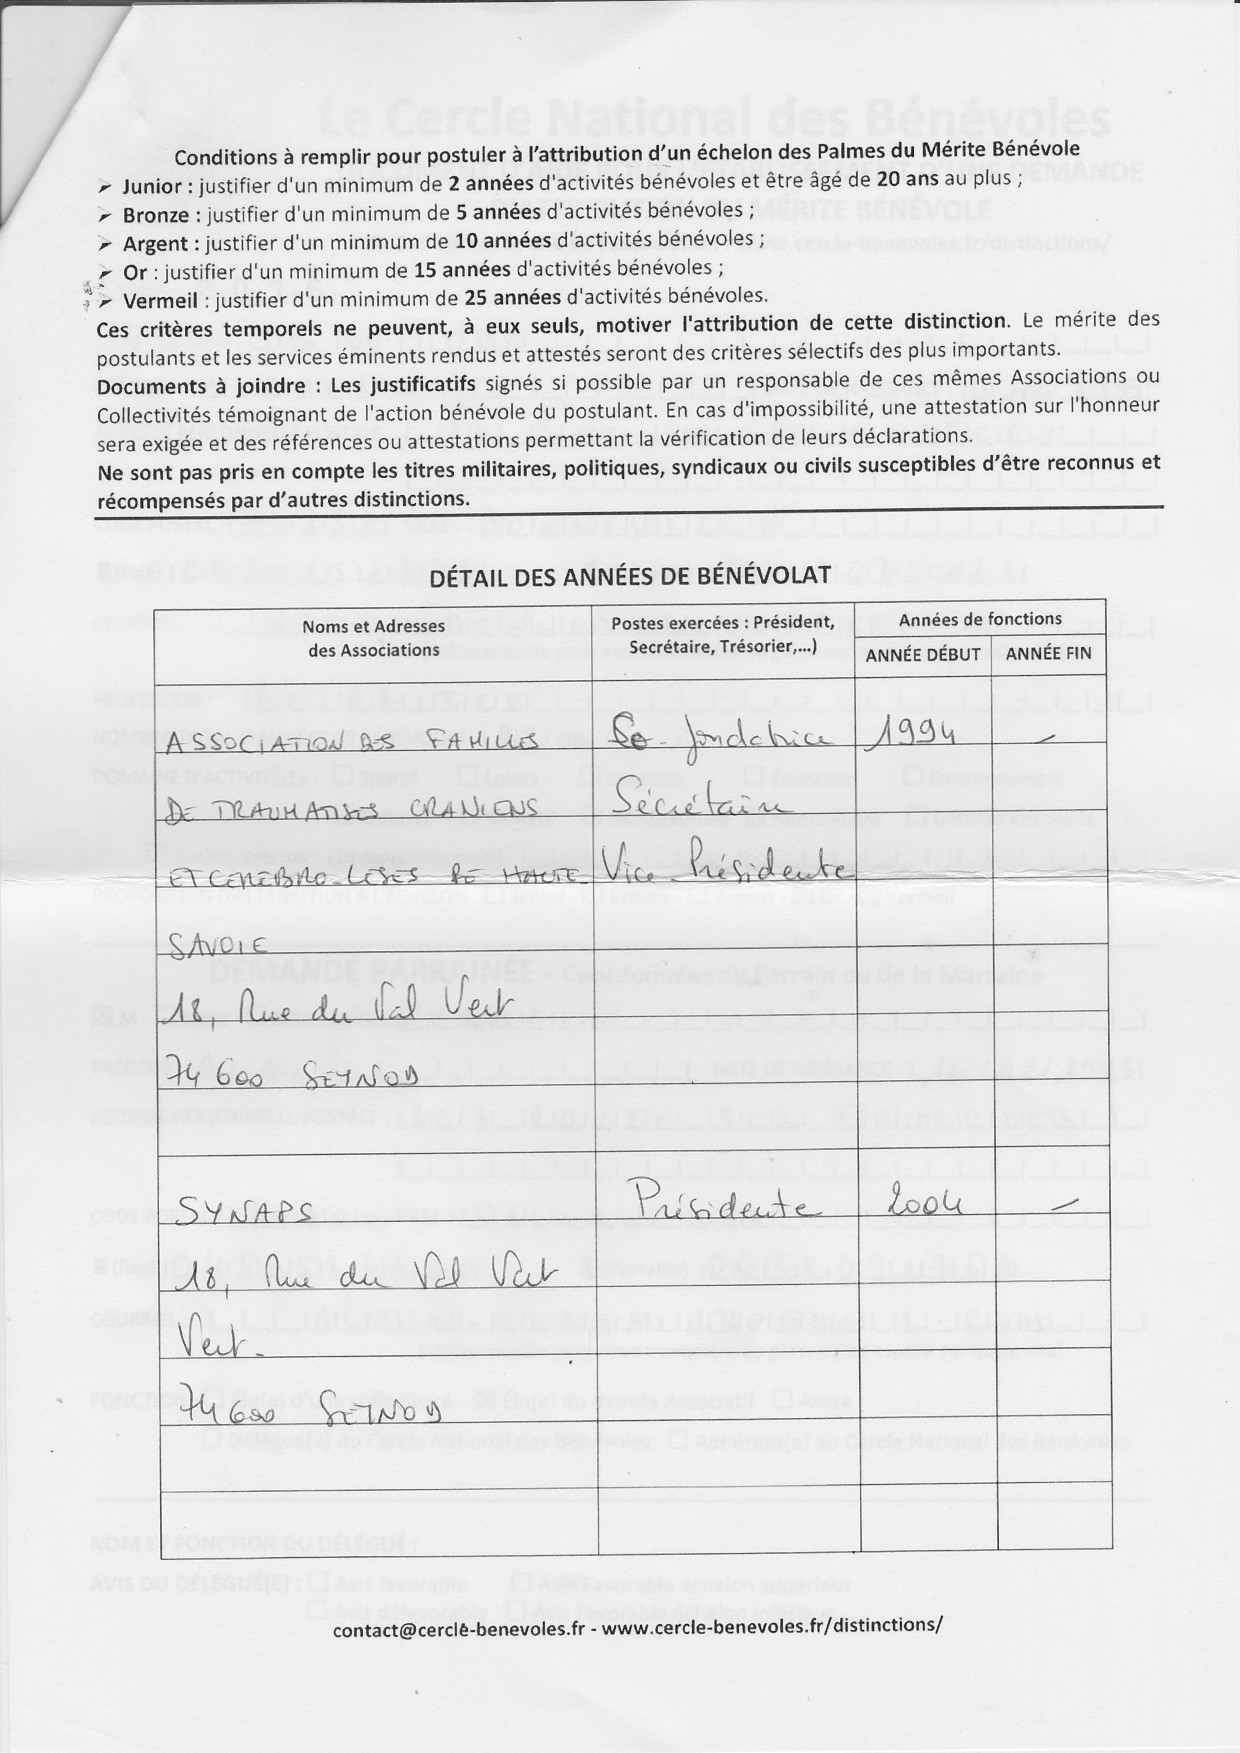 Le Cercle National des Bénévoles
Conditions à remplir pour postuler à l'attribution d'un échelon des Palmes du Mérite Bénévole
➤ Junior : justifier d'un minimum de 2 années d'activités bénévoles et être âgé de 20 ans au plus ;
➤ Bronze : justifier d'un minimum de 5 années d'activités bénévoles ;
➤ Argent : justifier d'un minimum de 10 années d'activités bénévoles ;
➤ Or : justifier d'un minimum de 15 années d'activités bénévoles ;
➤ Vermeil : justifier d'un minimum de 25 années d'activités bénévoles.
Ces critères temporels ne peuvent, à eux seuls, motiver l'attribution de cette distinction. Le mérite des
postulants et les services éminents rendus et attestés seront des critères sélectifs des plus importants.
Documents à joindre : Les justificatifs signés si possible par un responsable de ces mêmes Associations ou
Collectivités témoignant de l'action bénévole du postulant. En cas d'impossibilité, une attestation sur l'honneur
sera exigée et des références ou attestations permettant la vérification de leurs déclarations.
Ne sont pas pris en compte les titres militaires, politiques, syndicaux ou civils susceptibles d'être reconnus et
récompensés par d'autres distinctions.
DÉTAIL DES ANNÉES DE BÉNÉVOLAT
Noms et Adresses des Associations
Postes exercées : Président, Secrétaire, Trésorier,...)
Années de fonctions
ANNÉE DÉBUT ANNÉE FIN
ASSOCIATION DES FAMILLES Co-fondatrice 1994 -
DE TRAUMATISES CRANIENS Sécrétaire
ET CEREBRO-LESES DE HAUTE Vice-Présidente
SAVOIE
18, Rue du Val Vert
74 600 SEYNOD
SYNAPS Présidente 2004 -
18, Rue du Val Vert
Vert.
74600 SEYNOD
contact@cercle-benevoles.fr - www.cercle-benevoles.fr/distinctions/